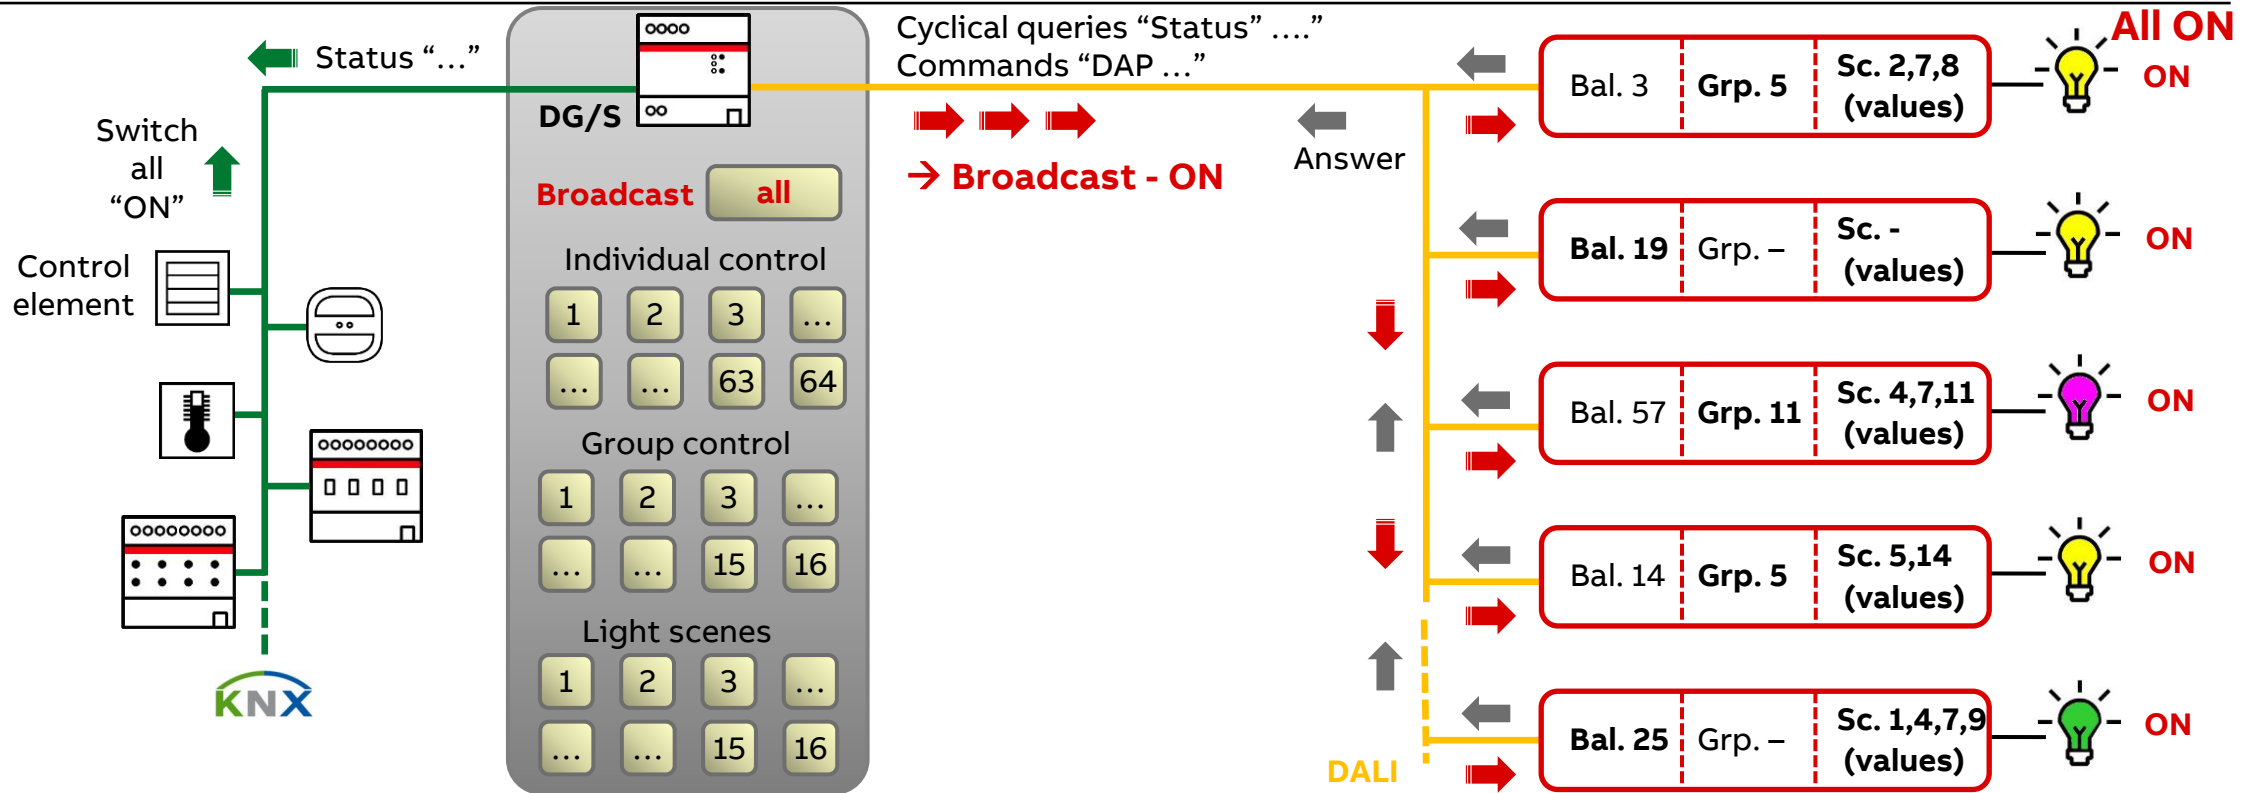 Status “...”
Switch
all
“ON”
Control
element
KNX
DG/S
Broadcast
all
Individual control
1 2 3 ...
... ... 63 64
Group control
1 2 3 ...
... ... 15 16
Light scenes
1 2 3 ...
... ... 15 16
Cyclical queries “Status” ....”
Commands “DAP ...”
→ Broadcast - ON
Answer
DALI
All ON
Bal. 3 Grp. 5 Sc. 2,7,8
(values)
ON
Bal. 19 Grp. – Sc. -
(values)
ON
Bal. 57 Grp. 11 Sc. 4,7,11
(values)
ON
Bal. 14 Grp. 5 Sc. 5,14
(values)
ON
Bal. 25 Grp. – Sc. 1,4,7,9
(values)
ON